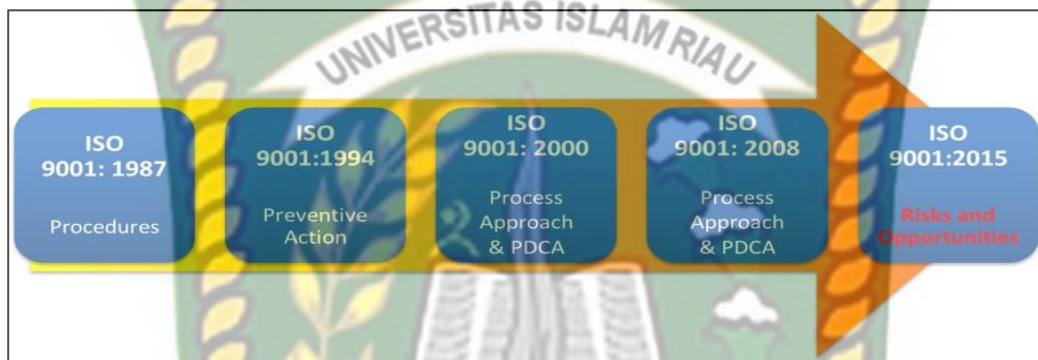 UNIVERSITAS ISLAM RIAU
ISO
9001: 1987
Procedures
ISO
9001:1994
Preventive
Action
ISO
9001: 2000
Process
Approach
& PDCA
ISO
9001: 2008
Process
Approach
& PDCA
ISO
9001:2015
Risks and
Opportunities